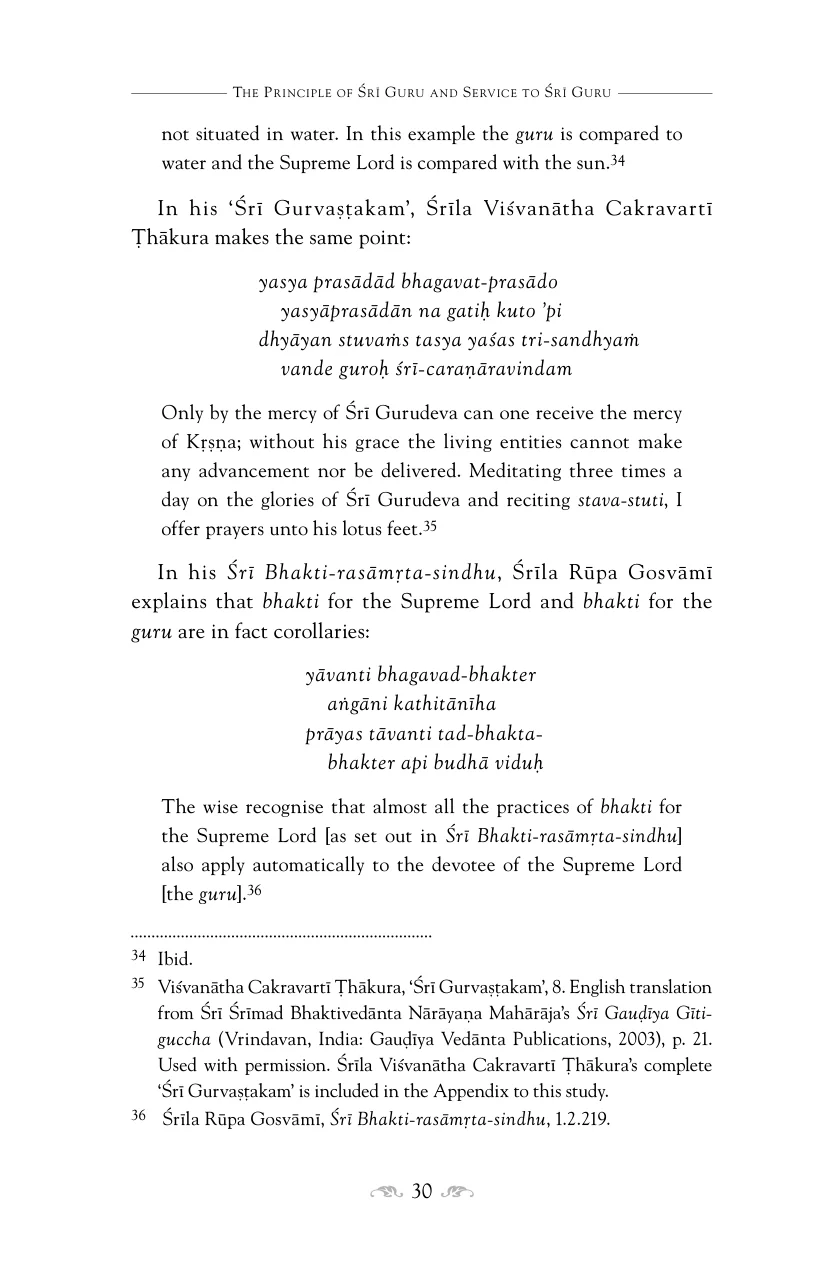 The Principle of Śrī Guru and Service to Śrī Guru
not situated in water. In this example the guru is compared to
water and the Supreme Lord is compared with the sun.34
In his ‘Śrī Gurvaṣṭakam’, Śrīla Viśvanātha Cakravartī
Ṭhākura makes the same point:
yasya prasādād bhagavat-prasādo
yasyāprasādān na gatiḥ kuto ’pi
dhyāyan stuvaṁs tasya yaśas tri-sandhyaṁ
vande guroḥ śrī-caraṇāravindam
Only by the mercy of Śrī Gurudeva can one receive the mercy
of Kṛṣṇa; without his grace the living entities cannot make
any advancement nor be delivered. Meditating three times a
day on the glories of Śrī Gurudeva and reciting stava-stuti, I
offer prayers unto his lotus feet.35
In his Śrī Bhakti-rasāmṛta-sindhu, Śrīla Rūpa Gosvāmī
explains that bhakti for the Supreme Lord and bhakti for the
guru are in fact corollaries:
yāvanti bhagavad-bhakter
aṅgāni kathitānīha
prāyas tāvanti tad-bhakta-
bhakter api budhā viduḥ
The wise recognise that almost all the practices of bhakti for
the Supreme Lord [as set out in Śrī Bhakti-rasāmṛta-sindhu]
also apply automatically to the devotee of the Supreme Lord
[the guru].36
34 Ibid.
35 Viśvanātha Cakravartī Ṭhākura, ‘Śrī Gurvaṣṭakam’, 8. English translation
from Śrī Śrīmad Bhaktivedānta Nārāyaṇa Mahārāja’s Śrī Gauḍīya Gīti-
guccha (Vrindavan, India: Gauḍīya Vedānta Publications, 2003), p. 21.
Used with permission. Śrīla Viśvanātha Cakravartī Ṭhākura’s complete
‘Śrī Gurvaṣṭakam’ is included in the Appendix to this study.
36 Śrīla Rūpa Gosvāmī, Śrī Bhakti-rasāmṛta-sindhu, 1.2.219.
30